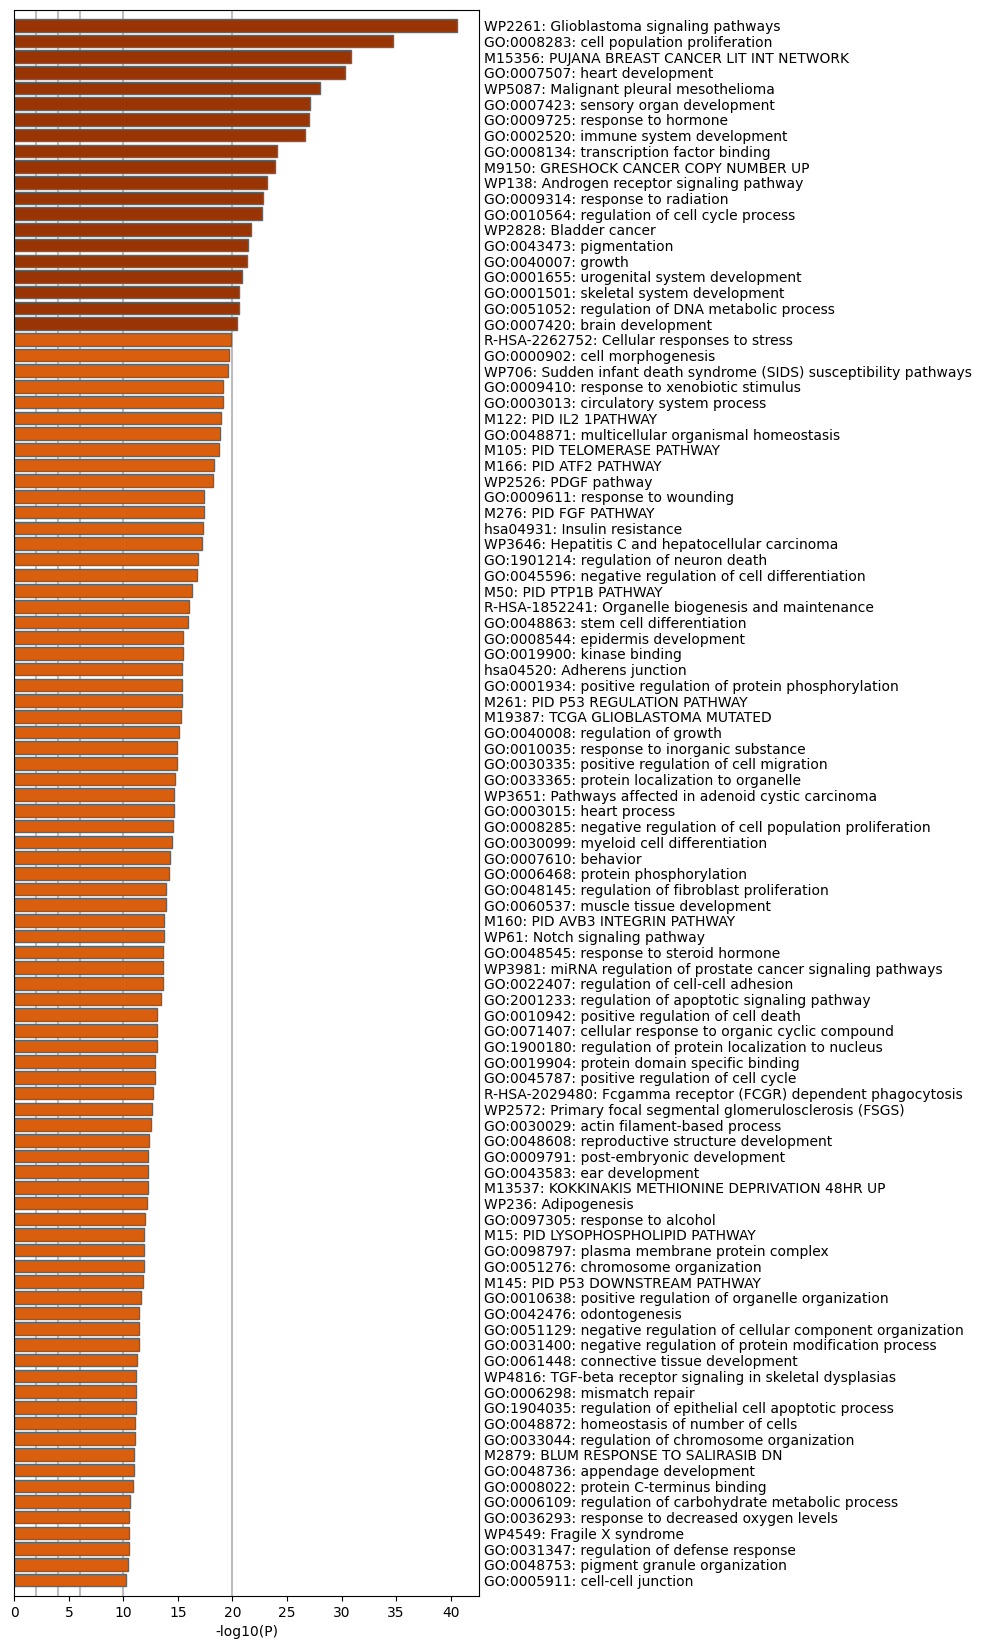 WP2261: Glioblastoma signaling pathways
GO:0008283: cell population proliferation
M15356: PUJANA BREAST CANCER LIT INT NETWORK
GO:0007507: heart development
WP5087: Malignant pleural mesothelioma
GO:0007423: sensory organ development
GO:0009725: response to hormone
GO:0002520: immune system development
GO:0008134: transcription factor binding
M9150: GRESHOCK CANCER COPY NUMBER UP
WP138: Androgen receptor signaling pathway
GO:0009314: response to radiation
GO:0010564: regulation of cell cycle process
WP2828: Bladder cancer
GO:0043473: pigmentation
GO:0040007: growth
GO:0001655: urogenital system development
GO:0001501: skeletal system development
GO:0051052: regulation of DNA metabolic process
GO:0007420: brain development
R-HSA-2262752: Cellular responses to stress
GO:0000902: cell morphogenesis
WP706: Sudden infant death syndrome (SIDS) susceptibility pathways
GO:0009410: response to xenobiotic stimulus
GO:0003013: circulatory system process
M122: PID IL2 1PATHWAY
GO:0048871: multicellular organismal homeostasis
M105: PID TELOMERASE PATHWAY
M166: PID ATF2 PATHWAY
WP2526: PDGF pathway
GO:0009611: response to wounding
M276: PID FGF PATHWAY
hsa04931: Insulin resistance
WP3646: Hepatitis C and hepatocellular carcinoma
GO:1901214: regulation of neuron death
GO:0045596: negative regulation of cell differentiation
M50: PID PTP1B PATHWAY
R-HSA-1852241: Organelle biogenesis and maintenance
GO:0048863: stem cell differentiation
GO:0008544: epidermis development
GO:0019900: kinase binding
hsa04520: Adherens junction
GO:0001934: positive regulation of protein phosphorylation
M261: PID P53 REGULATION PATHWAY
M19387: TCGA GLIOBLASTOMA MUTATED
GO:0040008: regulation of growth
GO:0010035: response to inorganic substance
GO:0030335: positive regulation of cell migration
GO:0033365: protein localization to organelle
WP3651: Pathways affected in adenoid cystic carcinoma
GO:0003015: heart process
GO:0008285: negative regulation of cell population proliferation
GO:0030099: myeloid cell differentiation
GO:0007610: behavior
GO:0006468: protein phosphorylation
GO:0048145: regulation of fibroblast proliferation
GO:0060537: muscle tissue development
M160: PID AVB3 INTEGRIN PATHWAY
WP61: Notch signaling pathway
GO:0048545: response to steroid hormone
WP3981: miRNA regulation of prostate cancer signaling pathways
GO:0022407: regulation of cell-cell adhesion
GO:2001233: regulation of apoptotic signaling pathway
GO:0010942: positive regulation of cell death
GO:0071407: cellular response to organic cyclic compound
GO:1900180: regulation of protein localization to nucleus
GO:0019904: protein domain specific binding
GO:0045787: positive regulation of cell cycle
R-HSA-2029480: Fcgamma receptor (FCGR) dependent phagocytosis
WP2572: Primary focal segmental glomerulosclerosis (FSGS)
GO:0030029: actin filament-based process
GO:0048608: reproductive structure development
GO:0009791: post-embryonic development
GO:0043583: ear development
M13537: KOKKINAKIS METHIONINE DEPRIVATION 48HR UP
WP236: Adipogenesis
GO:0097305: response to alcohol
M15: PID LYSOPHOSPHOLIPID PATHWAY
GO:0098797: plasma membrane protein complex
GO:0051276: chromosome organization
M145: PID P53 DOWNSTREAM PATHWAY
GO:0010638: positive regulation of organelle organization
GO:0042476: odontogenesis
GO:0051129: negative regulation of cellular component organization
GO:0031400: negative regulation of protein modification process
GO:0061448: connective tissue development
WP4816: TGF-beta receptor signaling in skeletal dysplasias
GO:0006298: mismatch repair
GO:1904035: regulation of epithelial cell apoptotic process
GO:0048872: homeostasis of number of cells
GO:0033044: regulation of chromosome organization
M2879: BLUM RESPONSE TO SALIRASIB DN
GO:0048736: appendage development
GO:0008022: protein C-terminus binding
GO:0006109: regulation of carbohydrate metabolic process
GO:0036293: response to decreased oxygen levels
WP4549: Fragile X syndrome
GO:0031347: regulation of defense response
GO:0048753: pigment granule organization
GO:0005911: cell-cell junction
0 5 10 15 20 25 30 35 40
-log10(P)